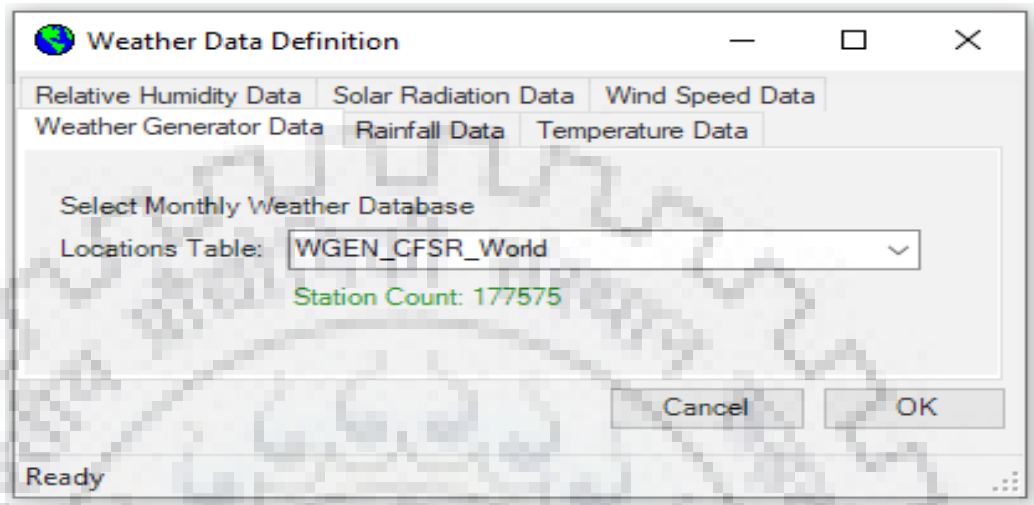 Weather Data Definition
Relative Humidity Data Solar Radiation Data Wind Speed Data
Weather Generator Data Rainfall Data Temperature Data
Select Monthly Weather Database
Locations Table: WGEN_CFSR_World
Station Count: 177575
Cancel OK
Ready